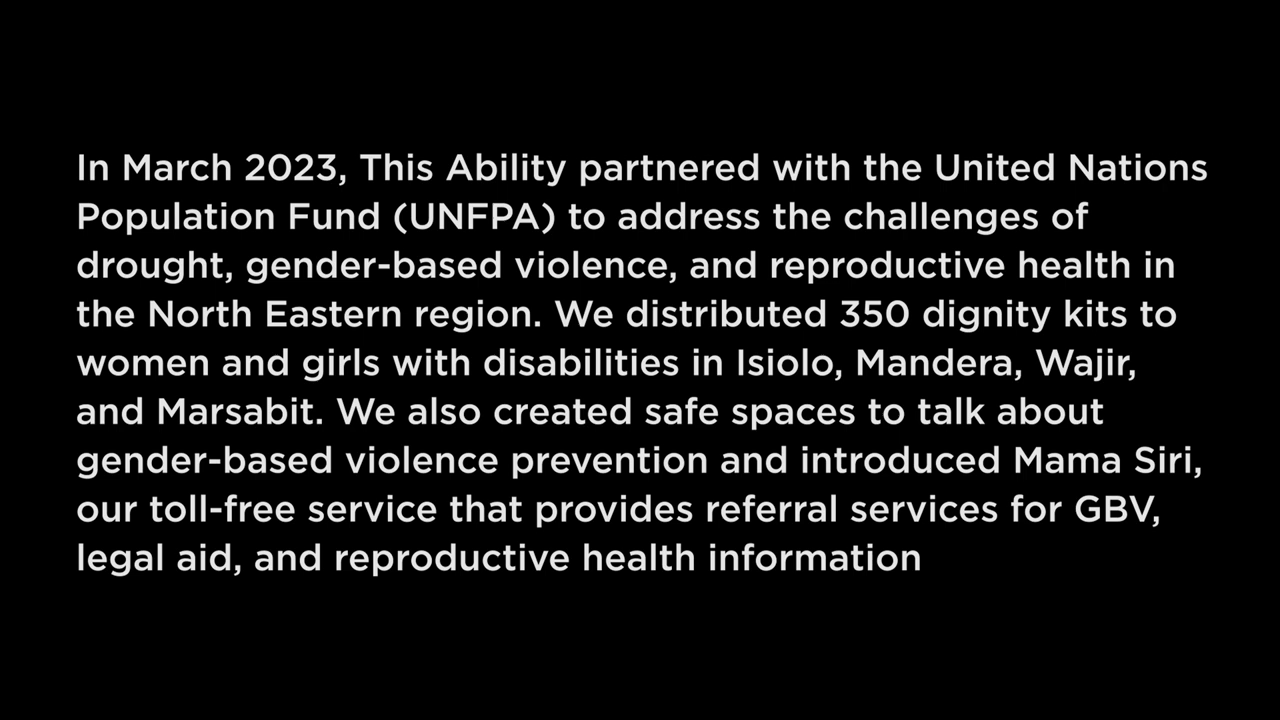 In March 2023, This Ability partnered with the United Nations
Population Fund (UNFPA) to address the challenges of
drought, gender-based violence, and reproductive health in
the North Eastern region. We distributed 350 dignity kits to
women and girls with disabilities in Isiolo, Mandera, Wajir,
and Marsabit. We also created safe spaces to talk about
gender-based violence prevention and introduced Mama Siri,
our toll-free service that provides referral services for GBV,
legal aid, and reproductive health information